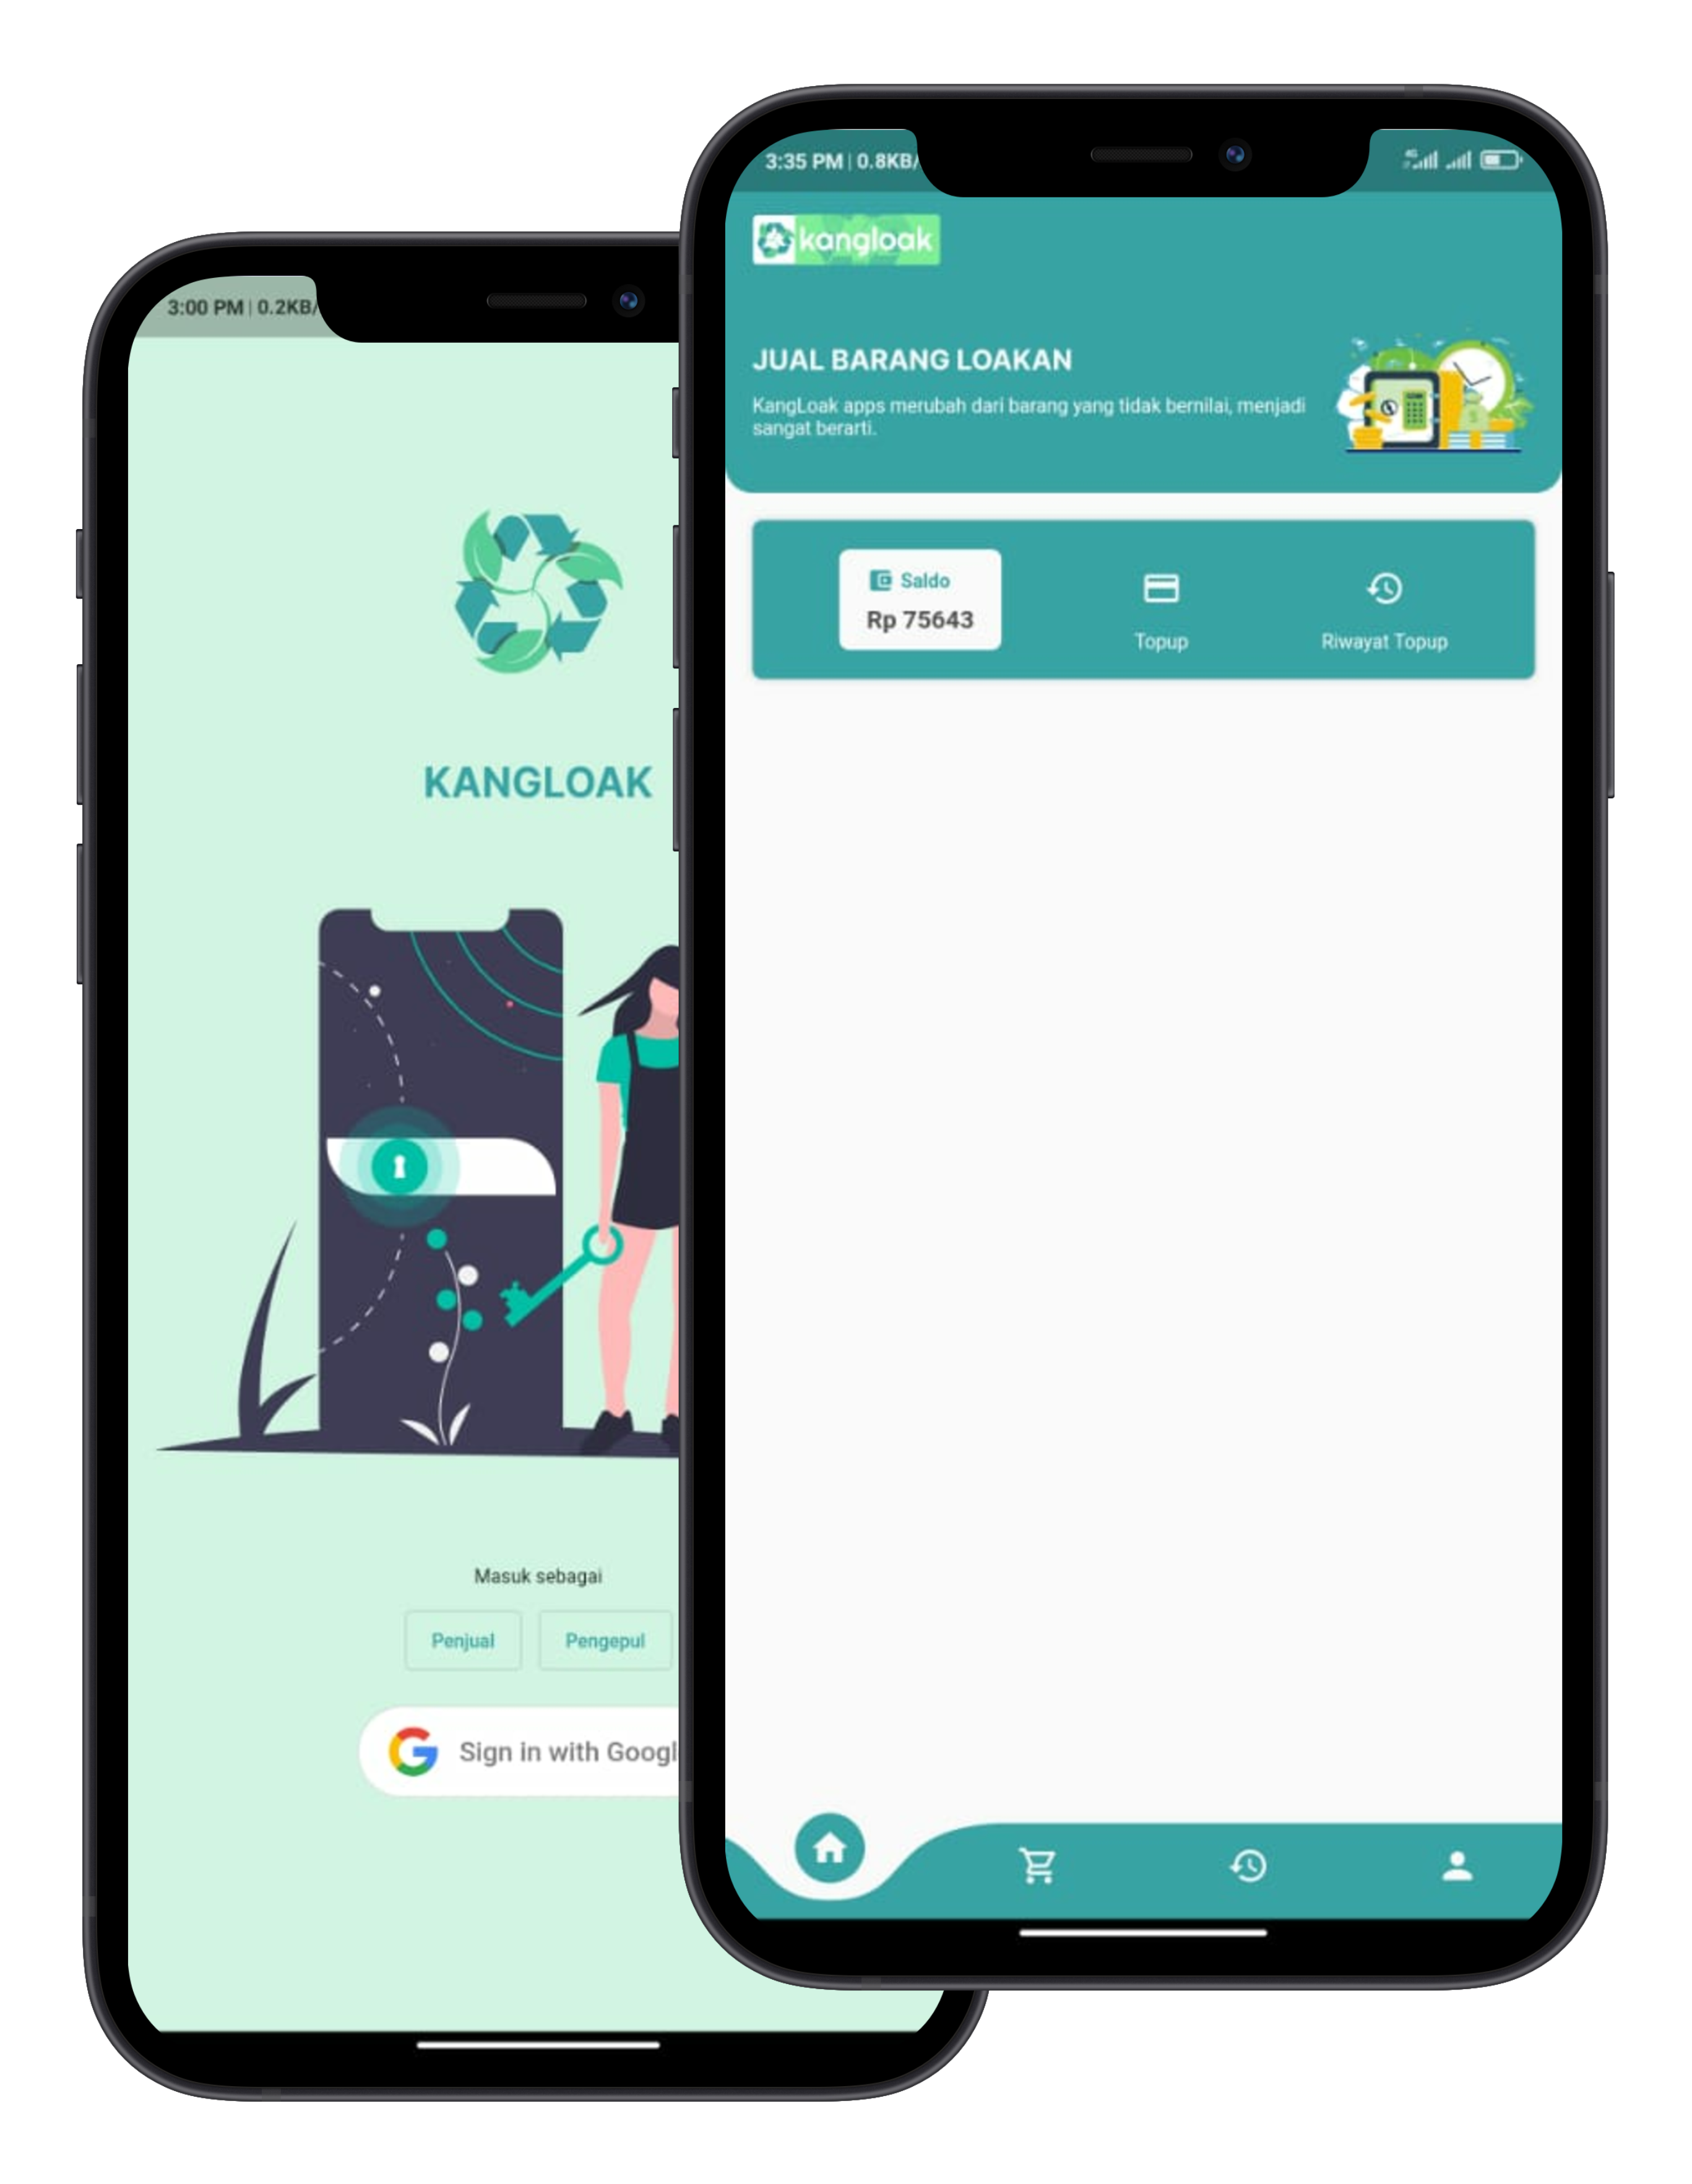 3:00 PM | 0.2KB/
KANGLOAK
Masuk sebagai
Penjual
Pengepul
Sign in with Googl
3:35 PM | 0.8KB/
4G
kangloak
JUAL BARANG LOAKAN
KangLoak apps merubah dari barang yang tidak bernilai, menjadi
sangat berarti.
Saldo
Rp 75643
Topup
Riwayat Topup